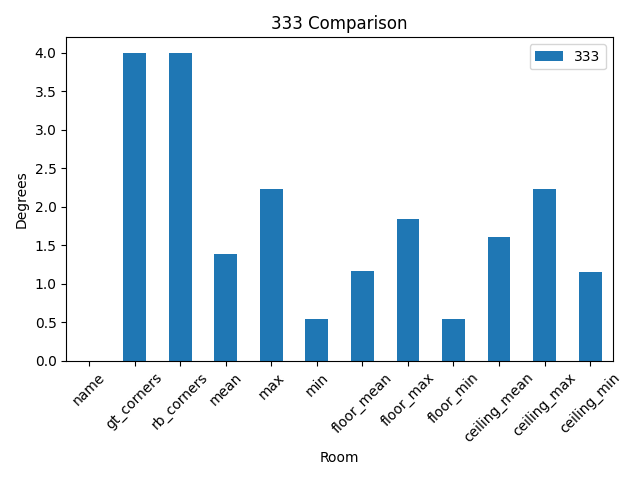 333 Comparison
333
Degrees
4.0
3.5
3.0
2.5
2.0
1.5
1.0
0.5
0.0
name
gt_corners
rb_corners
mean
max
min
floor_mean
floor_max
floor_min
ceiling_mean
ceiling_max
ceiling_min
Room